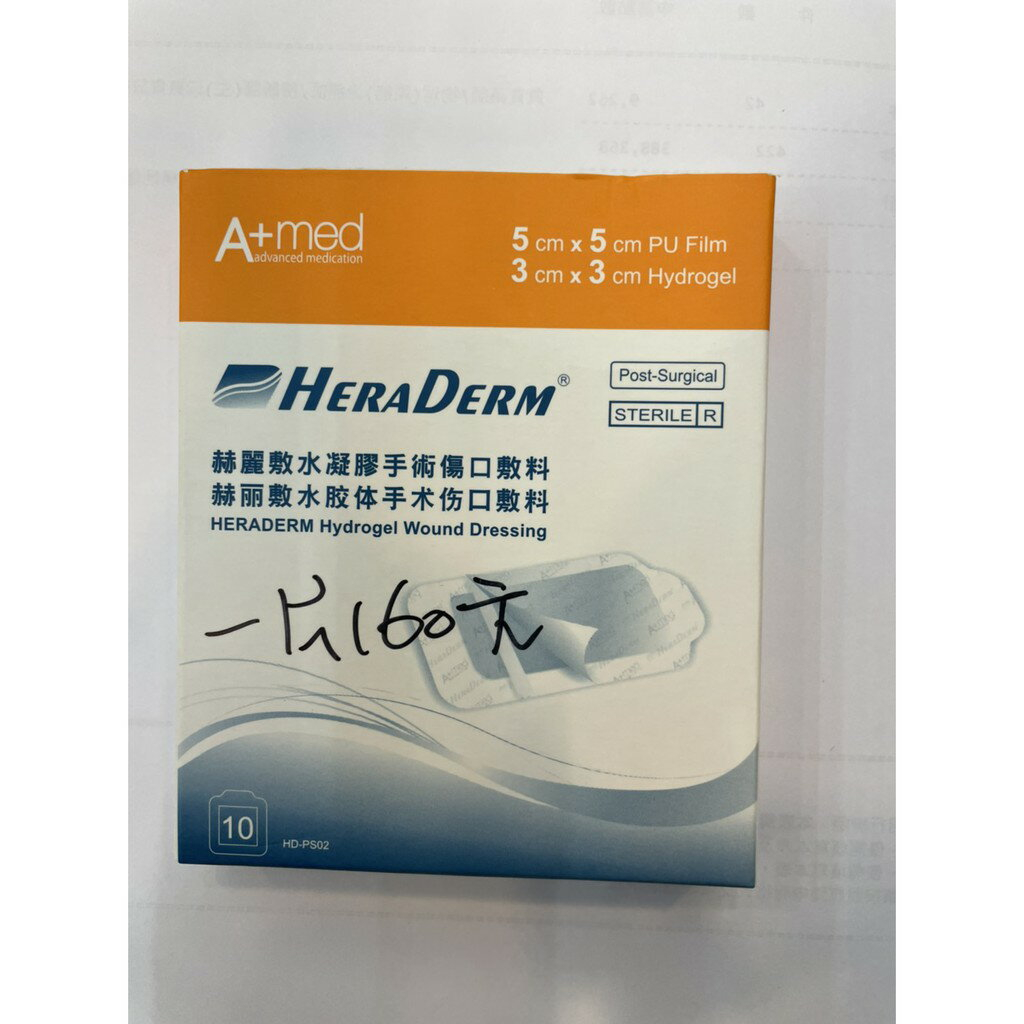 A+med
advanced medication
5 cm x 5 cm PU Film
3 cm x 3 cm Hydrogel
HERADERM®
Post-Surgical
STERILE R
赫麗敷水凝膠手術傷口敷料
赫丽敷水胶体手术伤口敷料
HERADERM Hydrogel Wound Dressing
一片160元
10
HD-PS02